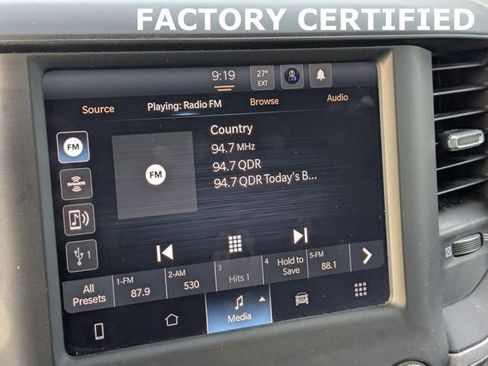 FACTORY CERTIFIED
9:19
27°
EXT
Source
Playing: Radio FM
Browse
Audio
FM
Country
94.7 MHz
94.7 QDR
94.7 QDR Today's B...
FM
1
All
Presets
1-FM
87.9
2-AM
530
3
Hits 1
4
Hold to
Save
5-FM
88.1
Media